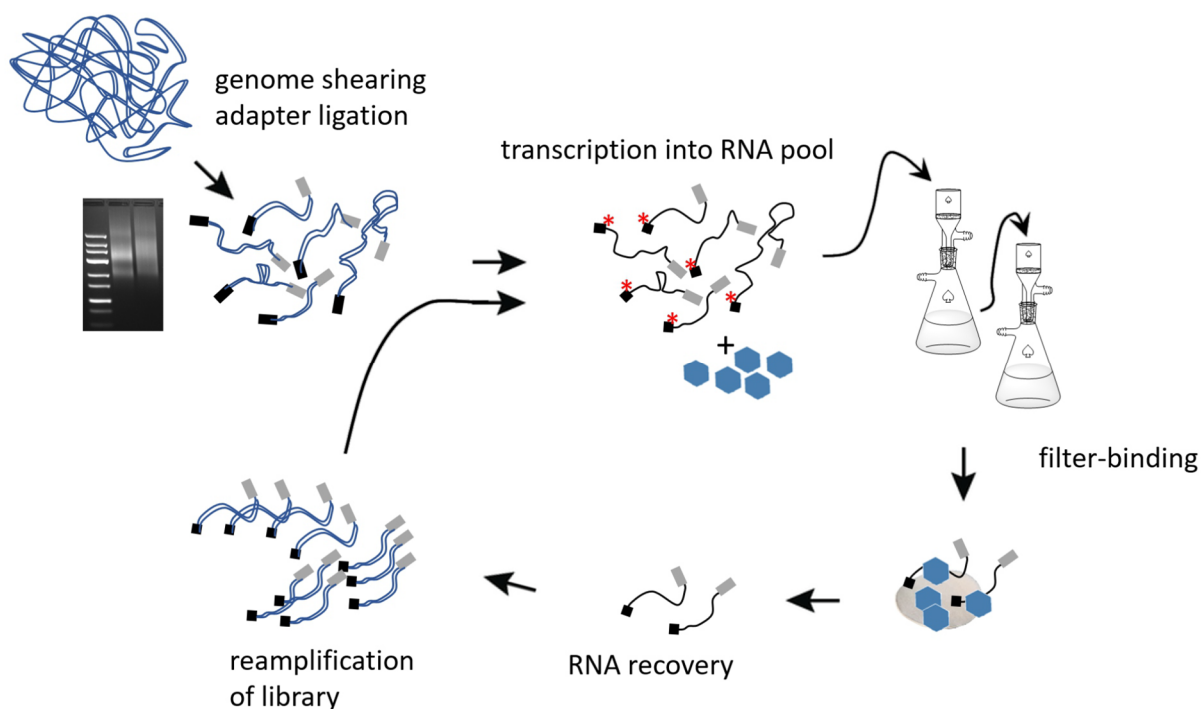 genome shearing
adapter ligation
transcription into RNA pool
+
filter-binding
RNA recovery
reamplification
of library